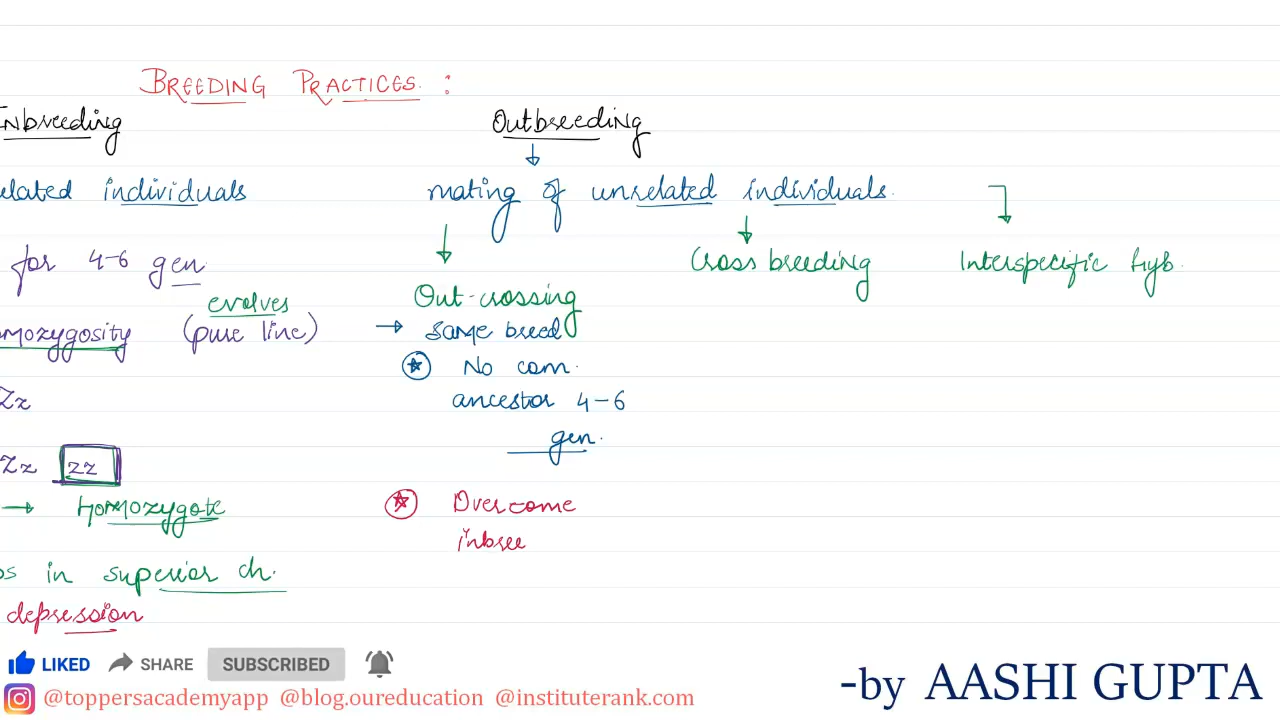 BREEDING PRACTICES :
Inbreeding
elated individuals
for 4-6 gen
evolves
mozygosity (pure line)
Zz
Zz zz
→ Homozygote
ps in superior ch.
depression
Outbreeding
mating of unrelated individuals.
Out-crossing
→ same breed
No com.
ancestor 4-6
gen.
Overcome
inbree
Cross breeding
Interspecific hyb.
LIKED SHARE SUBSCRIBED
@toppersacademyapp @blog.oureducation @instituterank.com
-by AASHI GUPTA